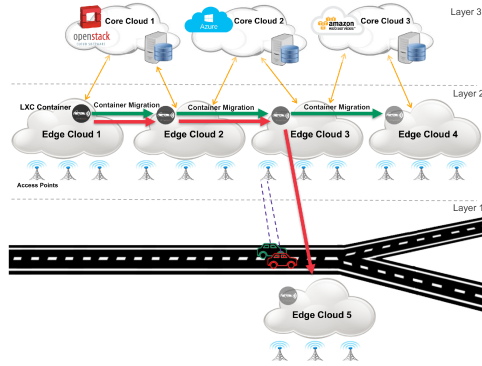 Layer 3
Core Cloud 1
Core Cloud 2
Core Cloud 3
openstack
Azure
amazon
Layer 2
LXC Container
Container Migration
Container Migration
Container Migration
Edge Cloud 1
Edge Cloud 2
Edge Cloud 3
Edge Cloud 4
Access Points
Layer 1
Edge Cloud 5